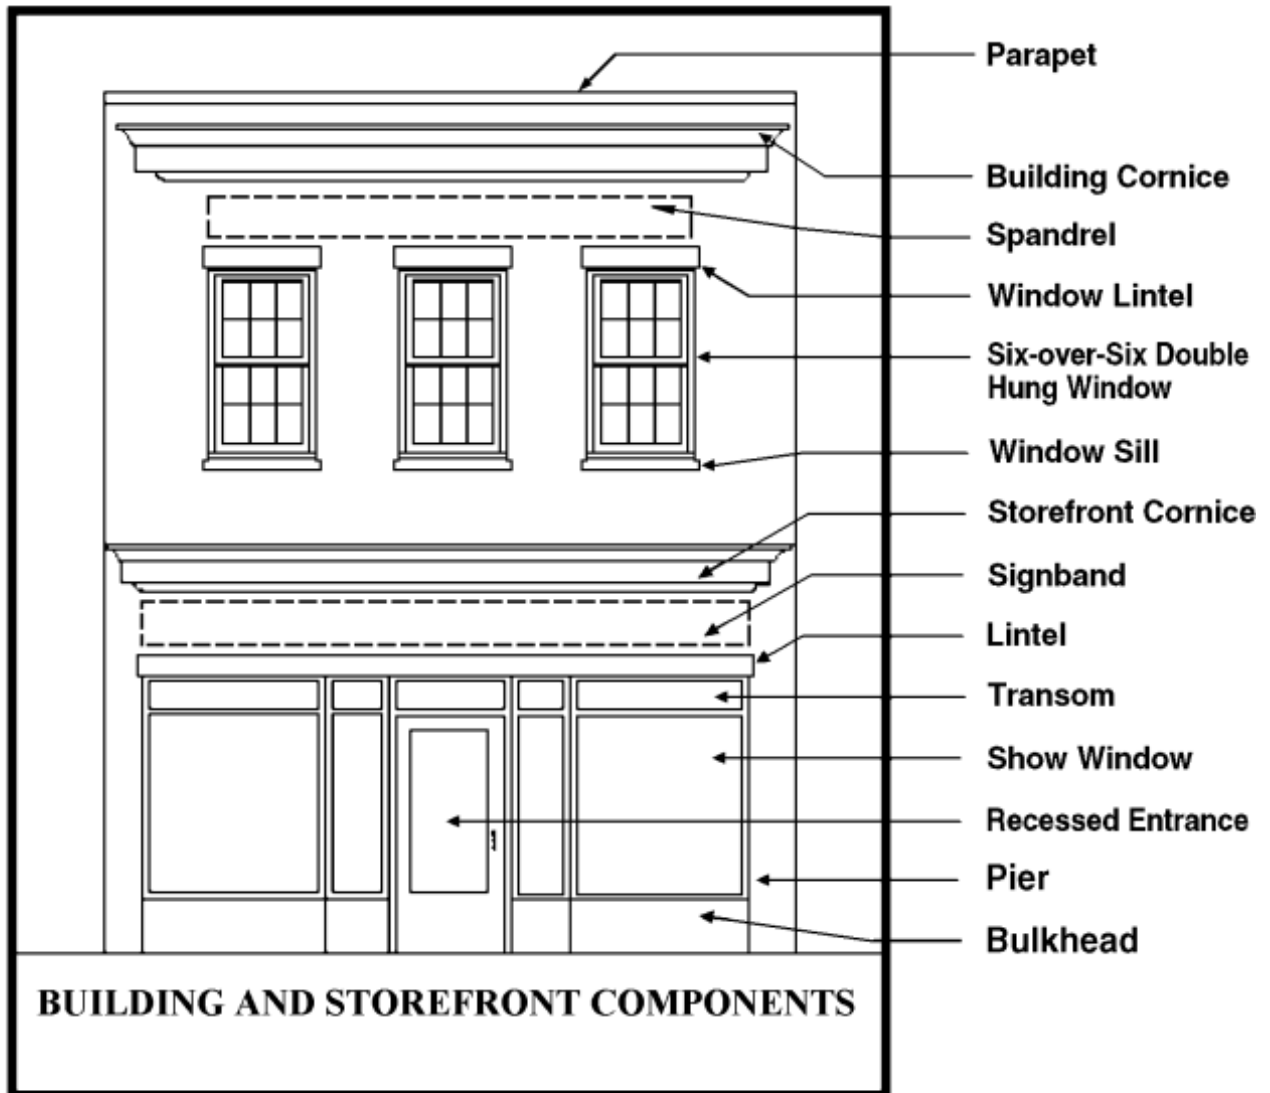 Parapet
Building Cornice
Spandrel
Window Lintel
Six-over-Six Double
Hung Window
Window Sill
Storefront Cornice
Signband
Lintel
Transom
Show Window
Recessed Entrance
Pier
Bulkhead
BUILDING AND STOREFRONT COMPONENTS